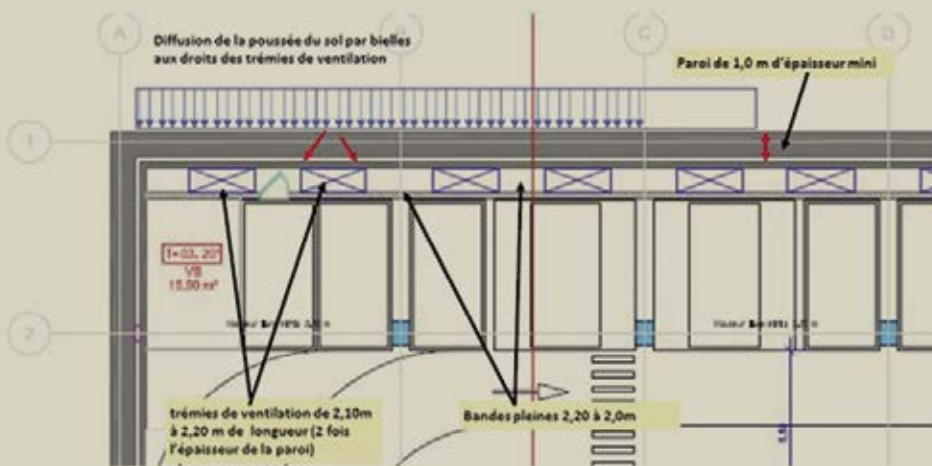 A
C
D
Diffusion de la poussée du sol par bielles
aux droits des trémies de ventilation
Paroi de 1,0 m d'épaisseur mini
1
VB
2
trémies de ventilation de 2,10m
à 2,20 m de longueur (2 fois
l'épaisseur de la paroi)
Bandes pleines 2,20 à 2,0m